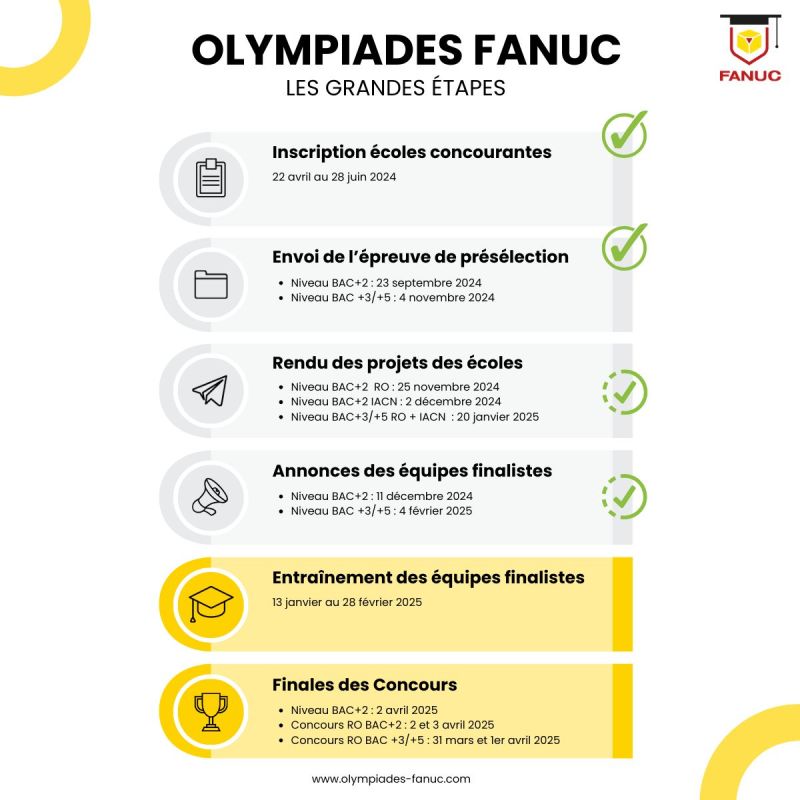 OLYMPIADES FANUC
LES GRANDES ÉTAPES
FANUC
Inscription écoles concourantes
22 avril au 28 juin 2024
Envoi de l'épreuve de présélection
• Niveau BAC+2 : 23 septembre 2024
• Niveau BAC +3/+5 : 4 novembre 2024
Rendu des projets des écoles
• Niveau BAC+2 RO : 25 novembre 2024
• Niveau BAC+2 IACN : 2 décembre 2024
• Niveau BAC+3/+5 RO + IACN : 20 janvier 2025
Annonces des équipes finalistes
• Niveau BAC+2 : 11 décembre 2024
• Niveau BAC +3/+5 : 4 février 2025
Entraînement des équipes finalistes
13 janvier au 28 février 2025
Finales des Concours
• Niveau BAC+2 : 2 avril 2025
• Concours RO BAC+2 : 2 et 3 avril 2025
• Concours RO BAC +3/+5 : 31 mars et 1er avril 2025
www.olympiades-fanuc.com